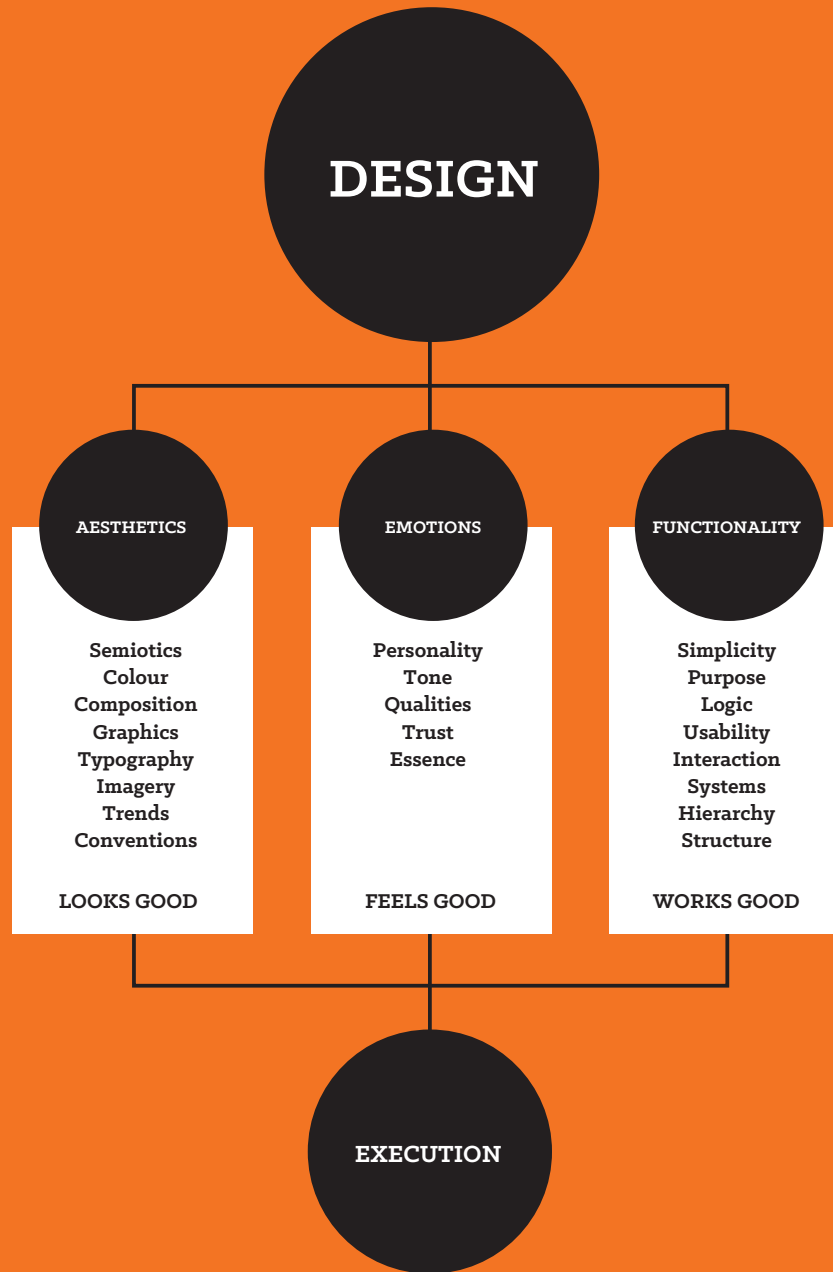 DESIGN
AESTHETICS
Semiotics
Colour
Composition
Graphics
Typography
Imagery
Trends
Conventions
LOOKS GOOD
EMOTIONS
Personality
Tone
Qualities
Trust
Essence
FEELS GOOD
FUNCTIONALITY
Simplicity
Purpose
Logic
Usability
Interaction
Systems
Hierarchy
Structure
WORKS GOOD
EXECUTION